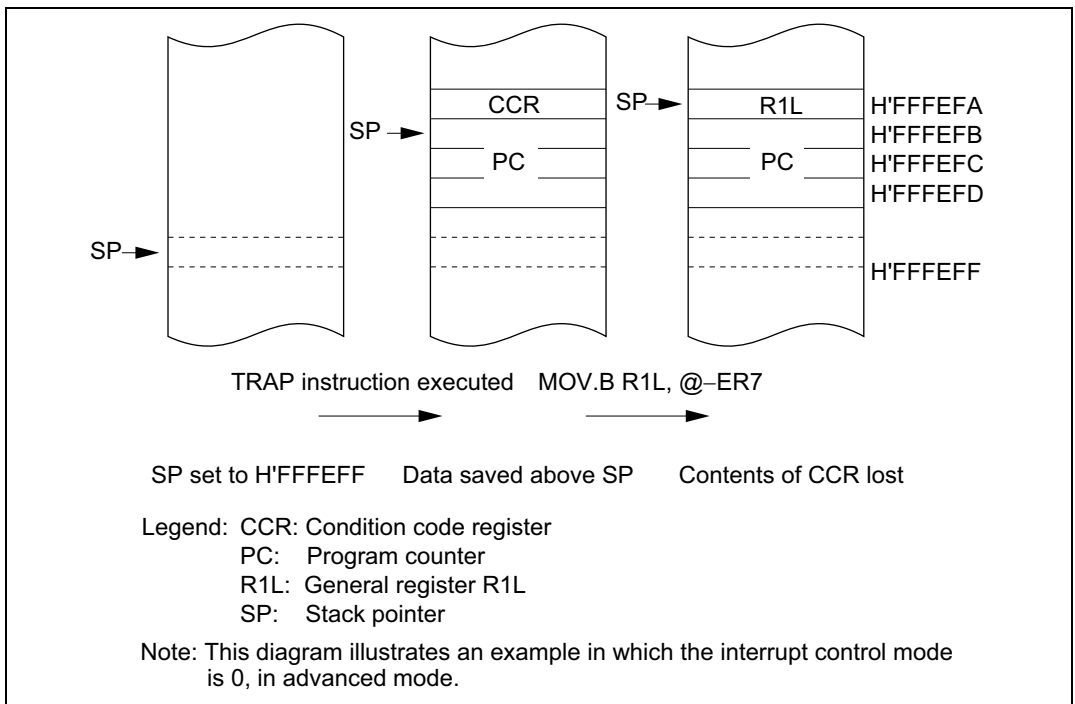 CCR SP R1L H'FFFEFA
SP H'FFFEFB
PC PC H'FFFEFC
H'FFFEFD
SP
H'FFFEFF
TRAP instruction executed MOV.B R1L, @–ER7
SP set to H'FFFEFF Data saved above SP Contents of CCR lost
Legend: CCR: Condition code register
PC: Program counter
R1L: General register R1L
SP: Stack pointer
Note: This diagram illustrates an example in which the interrupt control mode
is 0, in advanced mode.